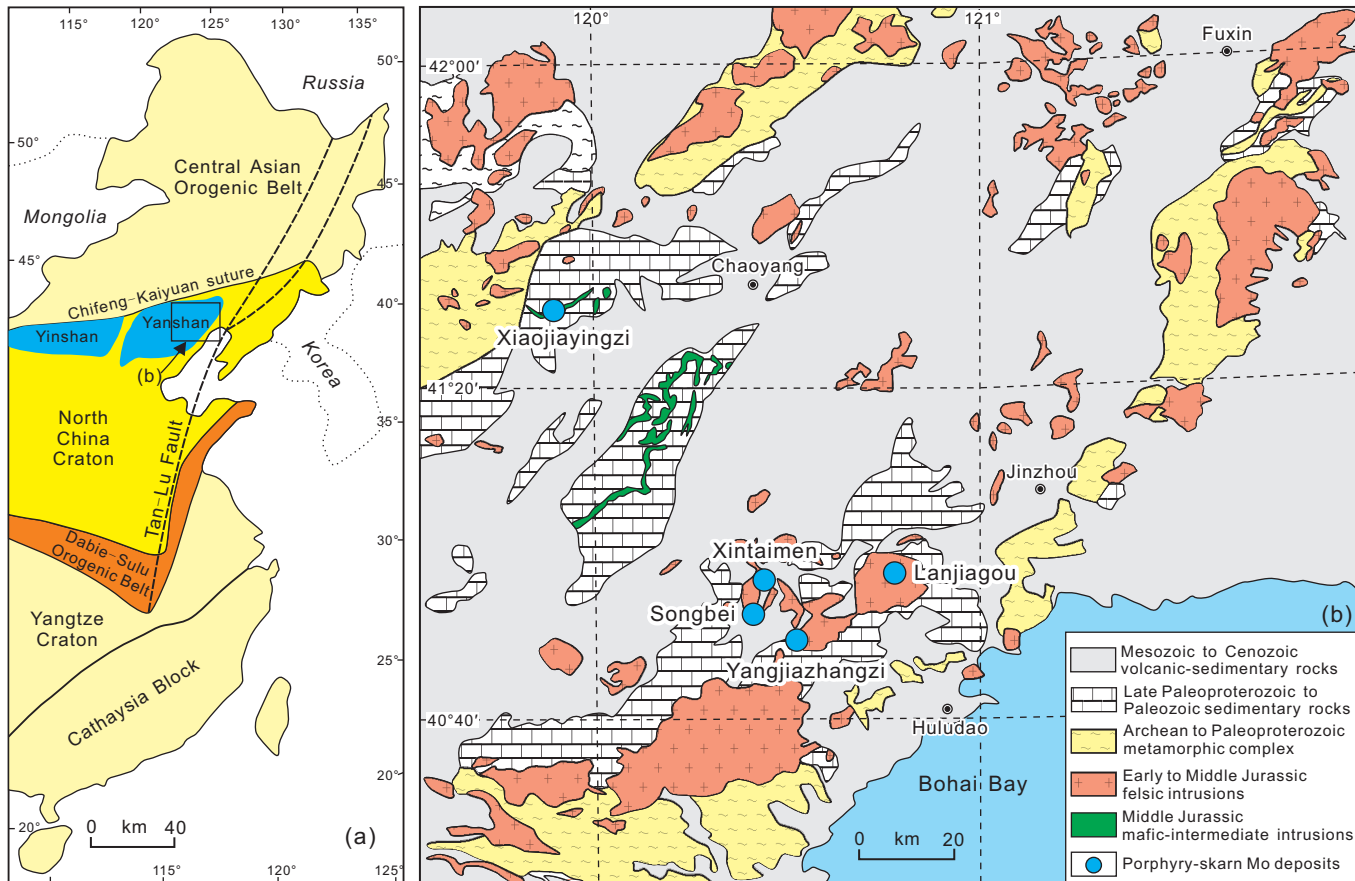 115°
120°
125°
130°
Russia
50°
50°
Central Asian
Orogenic Belt
45°
Mongolia
45°
Chifeng-Kaiyuan suture
40°
40°
Yinshan
Yanshan
(b)
Korea
35°
35°
North
China
Craton
Tan-Lu Fault
30°
30°
Dabie-Sulu
Orogenic Belt
Yangtze
Craton
25°
25°
Cathaysia Block
20°
20°
0 km 40
(a)
115°
120°
125°
120°
121°
Fuxin
42°00′
Chaoyang
Xiaojiayingzi
41°20′
Jinzhou
Xintaimen
Lanjiagou
Songbei
Yangjiazhangzi
40°40′
Huludao
Bohai Bay
0 km 20
(b)
Mesozoic to Cenozoic
volcanic-sedimentary rocks
Late Paleoproterozoic to
Paleozoic sedimentary rocks
Archean to Paleoproterozoic
metamorphic complex
Early to Middle Jurassic
felsic intrusions
Middle Jurassic
mafic-intermediate intrusions
Porphyry-skarn Mo deposits